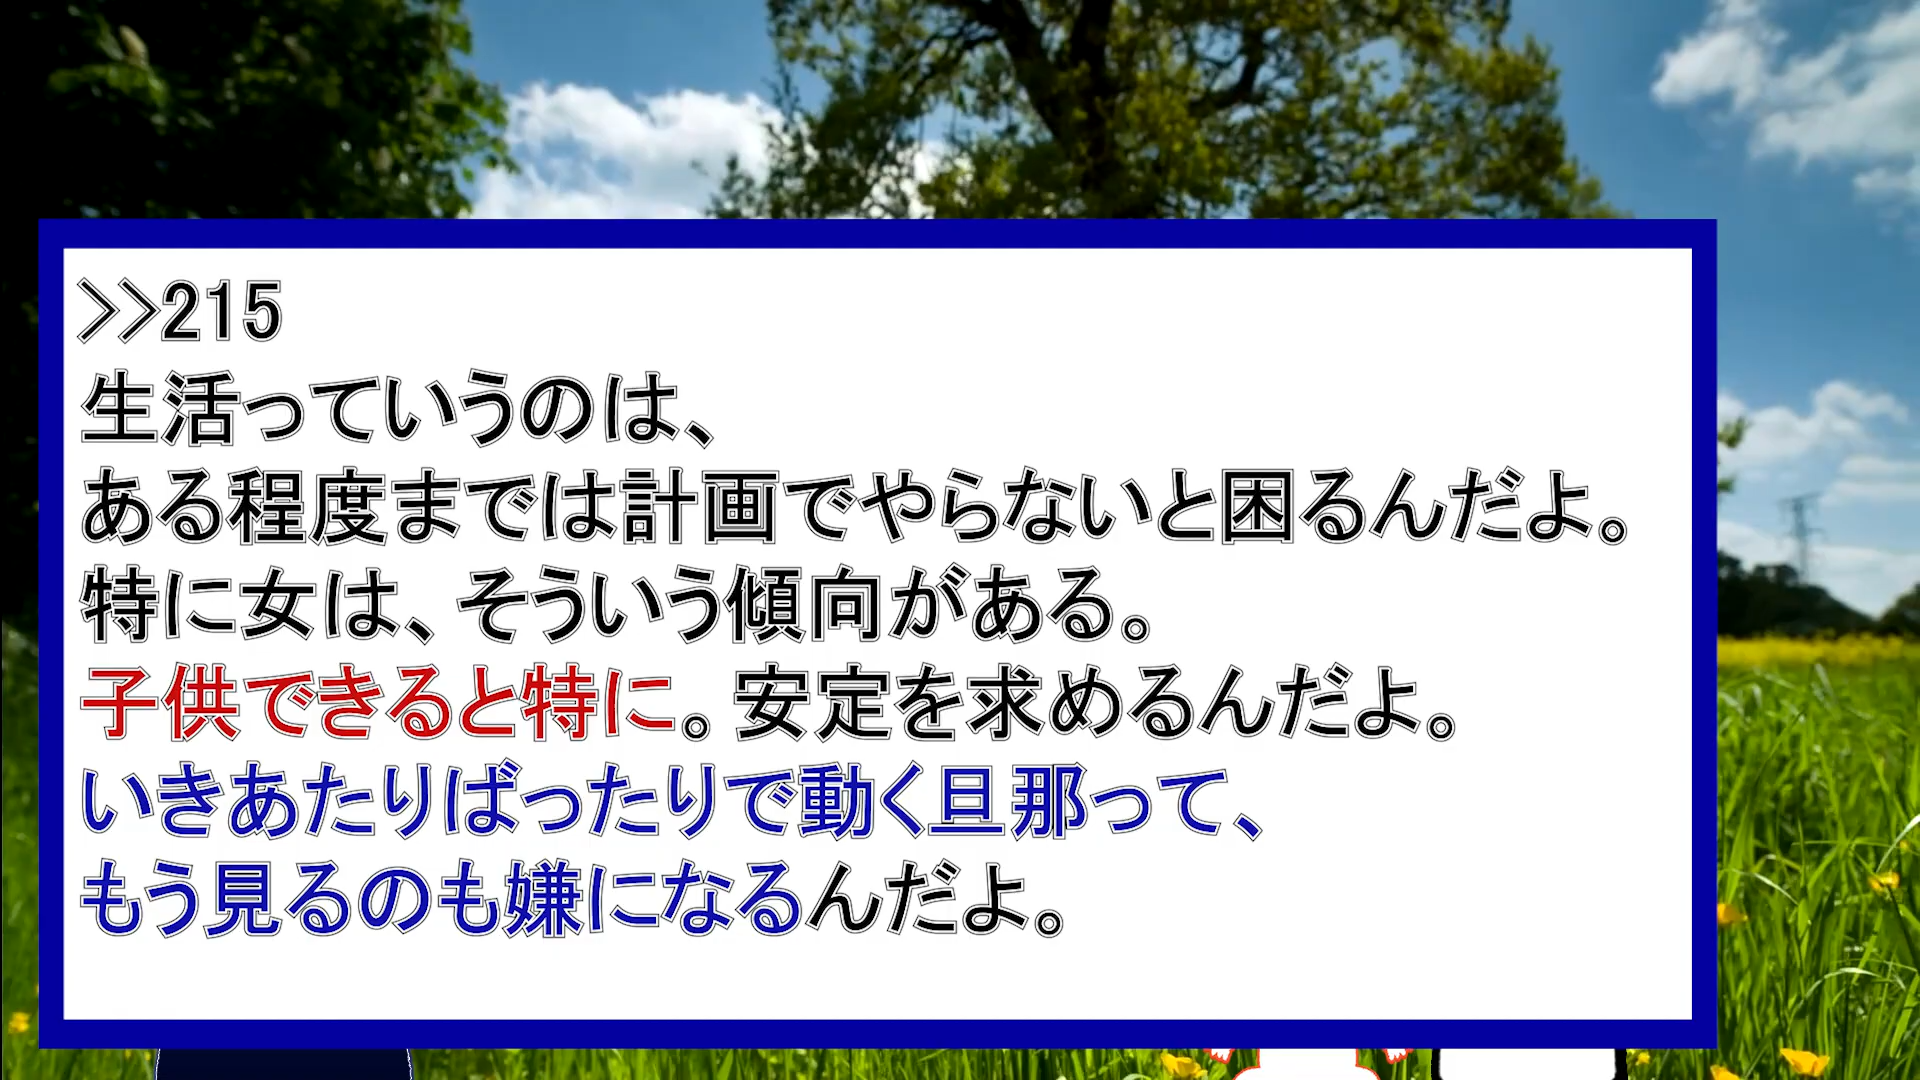 >>215
生活っていうのは、
ある程度までは計画でやらないと困るんだよ。
特に女は、そういう傾向がある。
子供できると特に。安定を求めるんだよ。
いきあたりばったりで動く旦那って、
もう見るのも嫌になるんだよ。